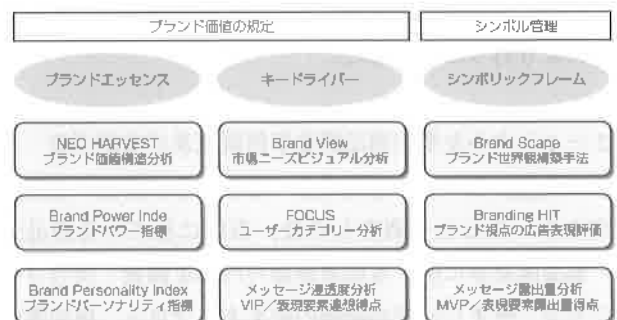 ブランド価値の規定
シンボル管理
ブランドエッセンス
キードライバー
シンボリックフレーム
NEO HARVEST
ブランド価値構造分析
Brand View
市場ニーズビジュアル分析
Brand Scape
ブランド世界観構築手法
Brand Power Inde
ブランドパワー指標
FOCUS
ユーザーカテゴリー分析
Branding HIT
ブランド視点の広告表現評価
Brand Personality Index
ブランドパーソナリティ指標
メッセージ浸透度分析
VIP／表現要素連想得点
メッセージ露出量分析
MVP／表現要素露出量得点